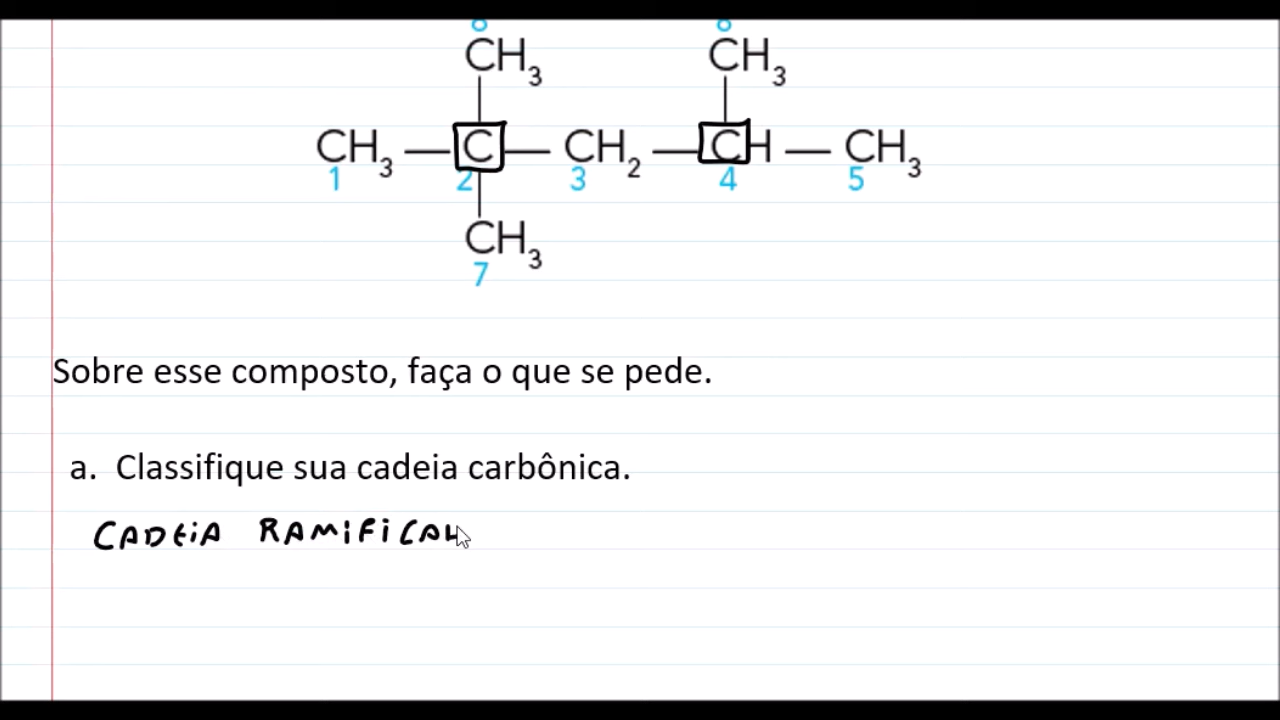 CH3 CH3
CH3 — C — CH2 — CH — CH3
1 2 3 4 5
CH3
7
Sobre esse composto, faça o que se pede.
a. Classifique sua cadeia carbônica.
CADEIA